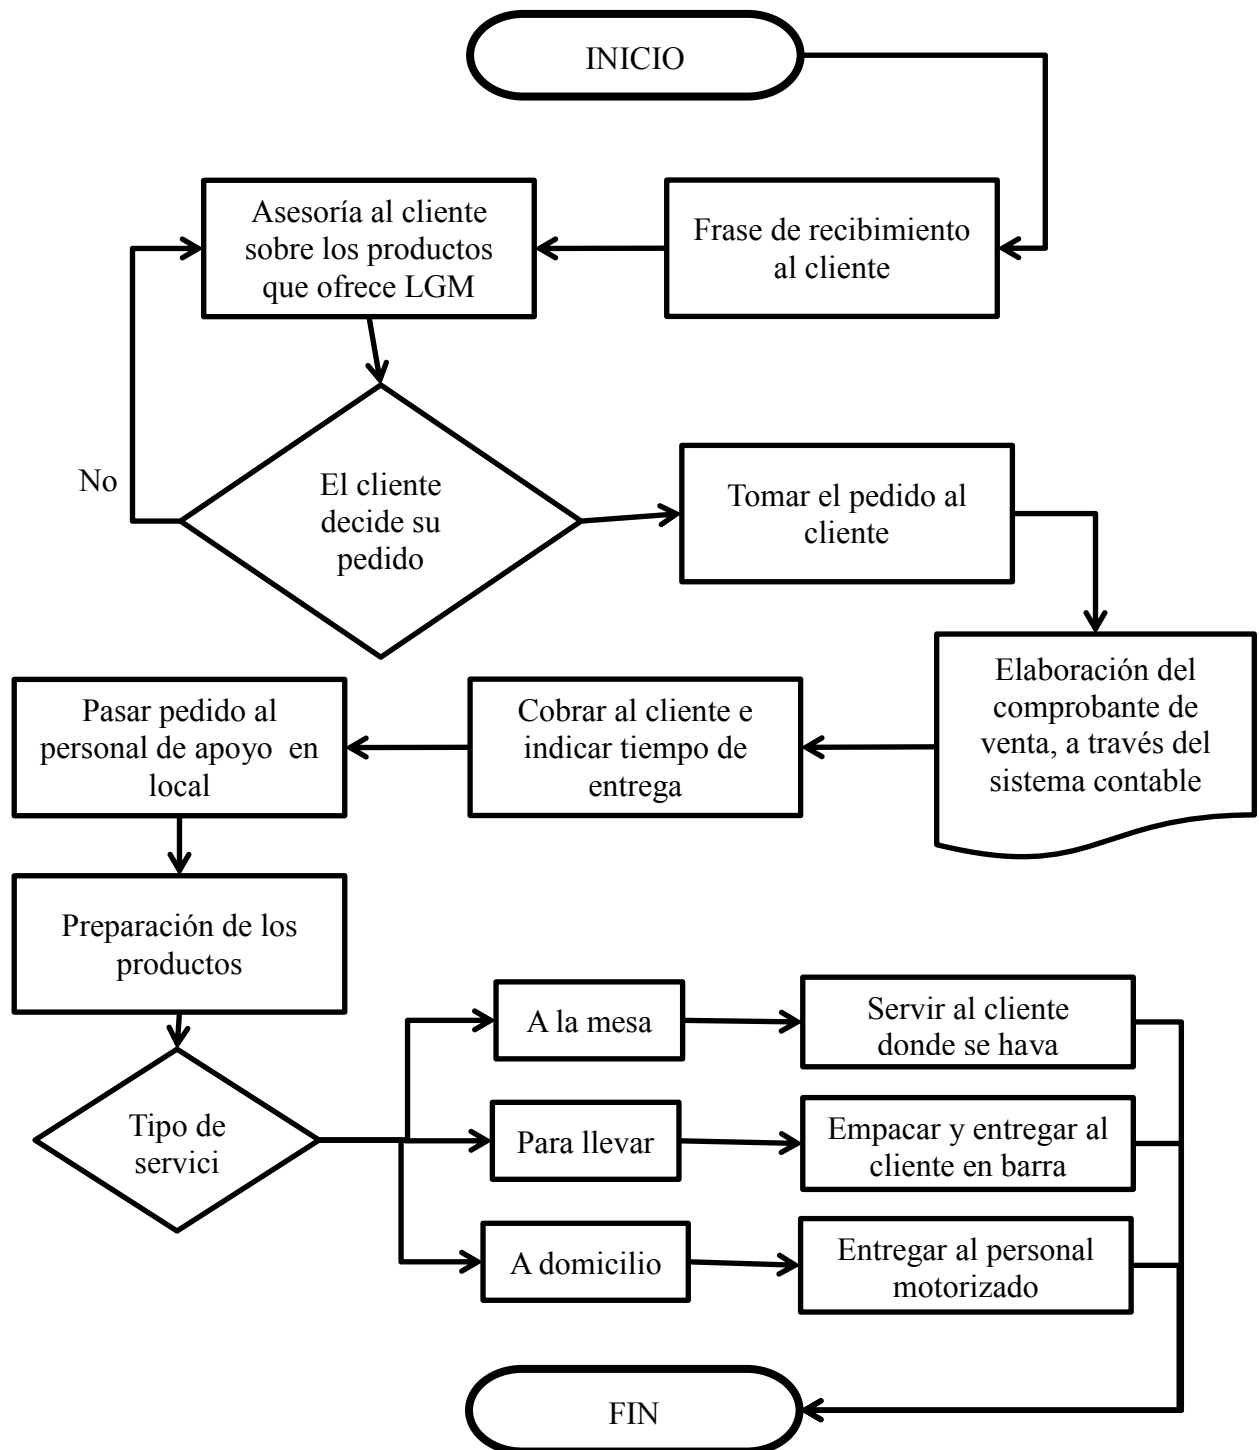 INICIO
Frase de recibimiento
al cliente
Asesoría al cliente
sobre los productos
que ofrece LGM
El cliente
decide su
pedido
No
Tomar el pedido al
cliente
Elaboración del
comprobante de
venta, a través del
sistema contable
Cobrar al cliente e
indicar tiempo de
entrega
Pasar pedido al
personal de apoyo en
local
Preparación de los
productos
Tipo de
servici
A la mesa
Servir al cliente
donde se hava
Para llevar
Empacar y entregar al
cliente en barra
A domicilio
Entregar al personal
motorizado
FIN